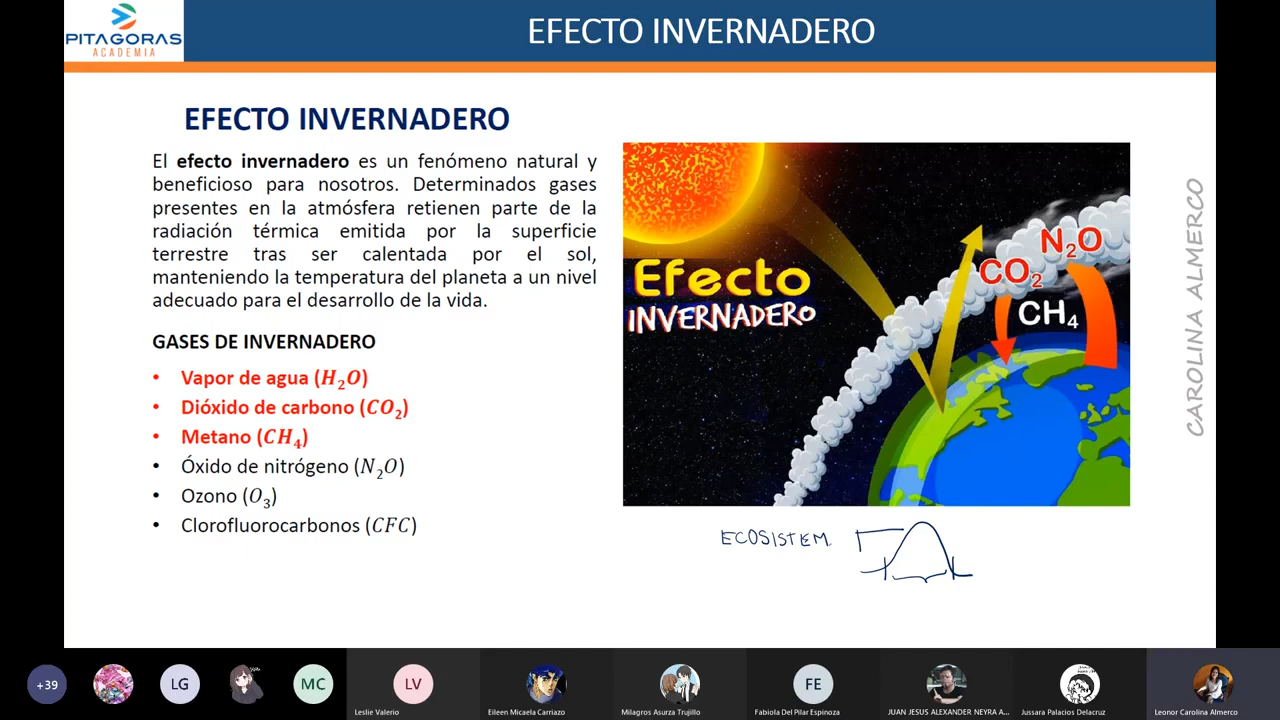 PITAGORAS
ACADEMIA
EFECTO INVERNADERO
EFECTO INVERNADERO
El efecto invernadero es un fenómeno natural y
beneficioso para nosotros. Determinados gases
presentes en la atmósfera retienen parte de la
radiación térmica emitida por la superficie
terrestre tras ser calentada por el sol,
manteniendo la temperatura del planeta a un nivel
adecuado para el desarrollo de la vida.
GASES DE INVERNADERO
• Vapor de agua (H₂O)
• Dióxido de carbono (CO₂)
• Metano (CH₄)
• Óxido de nitrógeno (N₂O)
• Ozono (O₃)
• Clorofluorocarbonos (CFC)
Efecto
INVERNADERO
N₂O
CO₂
CH₄
CAROLINA ALMERCO
ECOSISTEM
+39
LG
MC
LV
FE
Leslie Valerio
Eileen Micaela Carriazo
Milagros Asurza Trujillo
Fabiola Del Pilar Espinoza
JUAN JESUS ALEXANDER NEYRA A...
Jussara Palacios Delacruz
Leonor Carolina Almerco